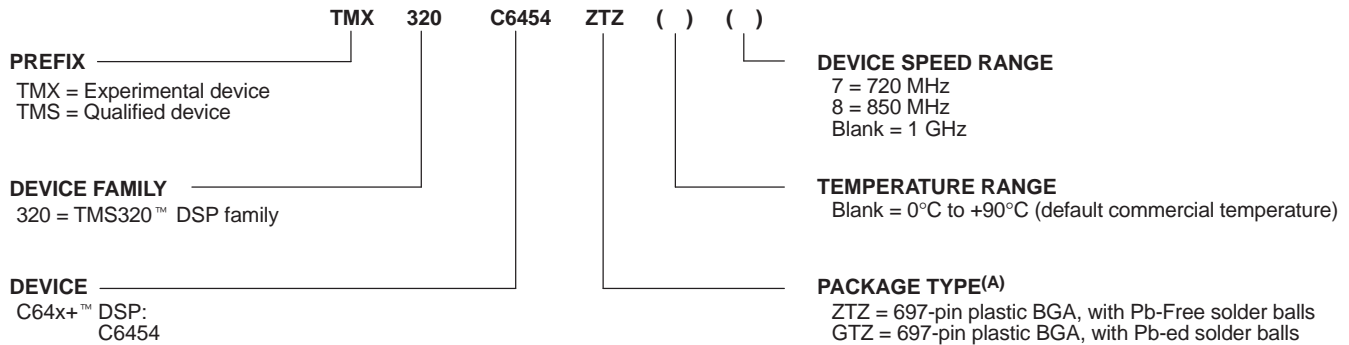 TMX 320 C6454 ZTZ ( ) ( )
PREFIX
TMX = Experimental device
TMS = Qualified device
DEVICE FAMILY
320 = TMS320™ DSP family
DEVICE
C64x+™ DSP:
C6454
DEVICE SPEED RANGE
7 = 720 MHz
8 = 850 MHz
Blank = 1 GHz
TEMPERATURE RANGE
Blank = 0°C to +90°C (default commercial temperature)
PACKAGE TYPE(A)
ZTZ = 697-pin plastic BGA, with Pb-Free solder balls
GTZ = 697-pin plastic BGA, with Pb-ed solder balls